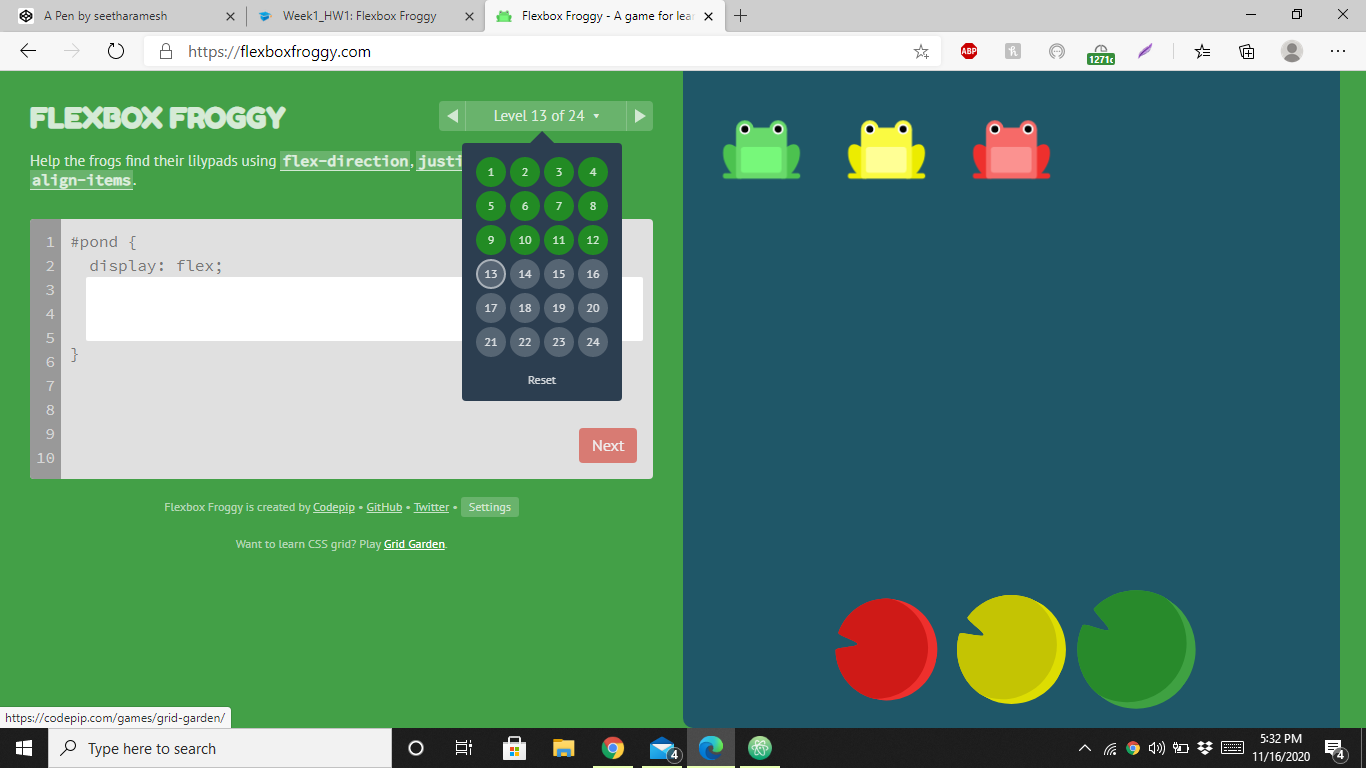 A Pen by seetharamesh
Week1_HW1: Flexbox Froggy
Flexbox Froggy - A game for lear
https://flexboxfroggy.com
ABP
1271c
FLEXBOX FROGGY
Level 13 of 24
Help the frogs find their lilypads using flex-direction, justi
align-items.
1 2 3 4
5 6 7 8
9 10 11 12
13 14 15 16
17 18 19 20
21 22 23 24
Reset
1 #pond {
2 display: flex;
3
4
5
6 }
7
8
9
10
Next
Flexbox Froggy is created by Codepip • GitHub • Twitter • Settings
Want to learn CSS grid? Play Grid Garden.
https://codepip.com/games/grid-garden/
Type here to search
4
5:32 PM
11/16/2020
4